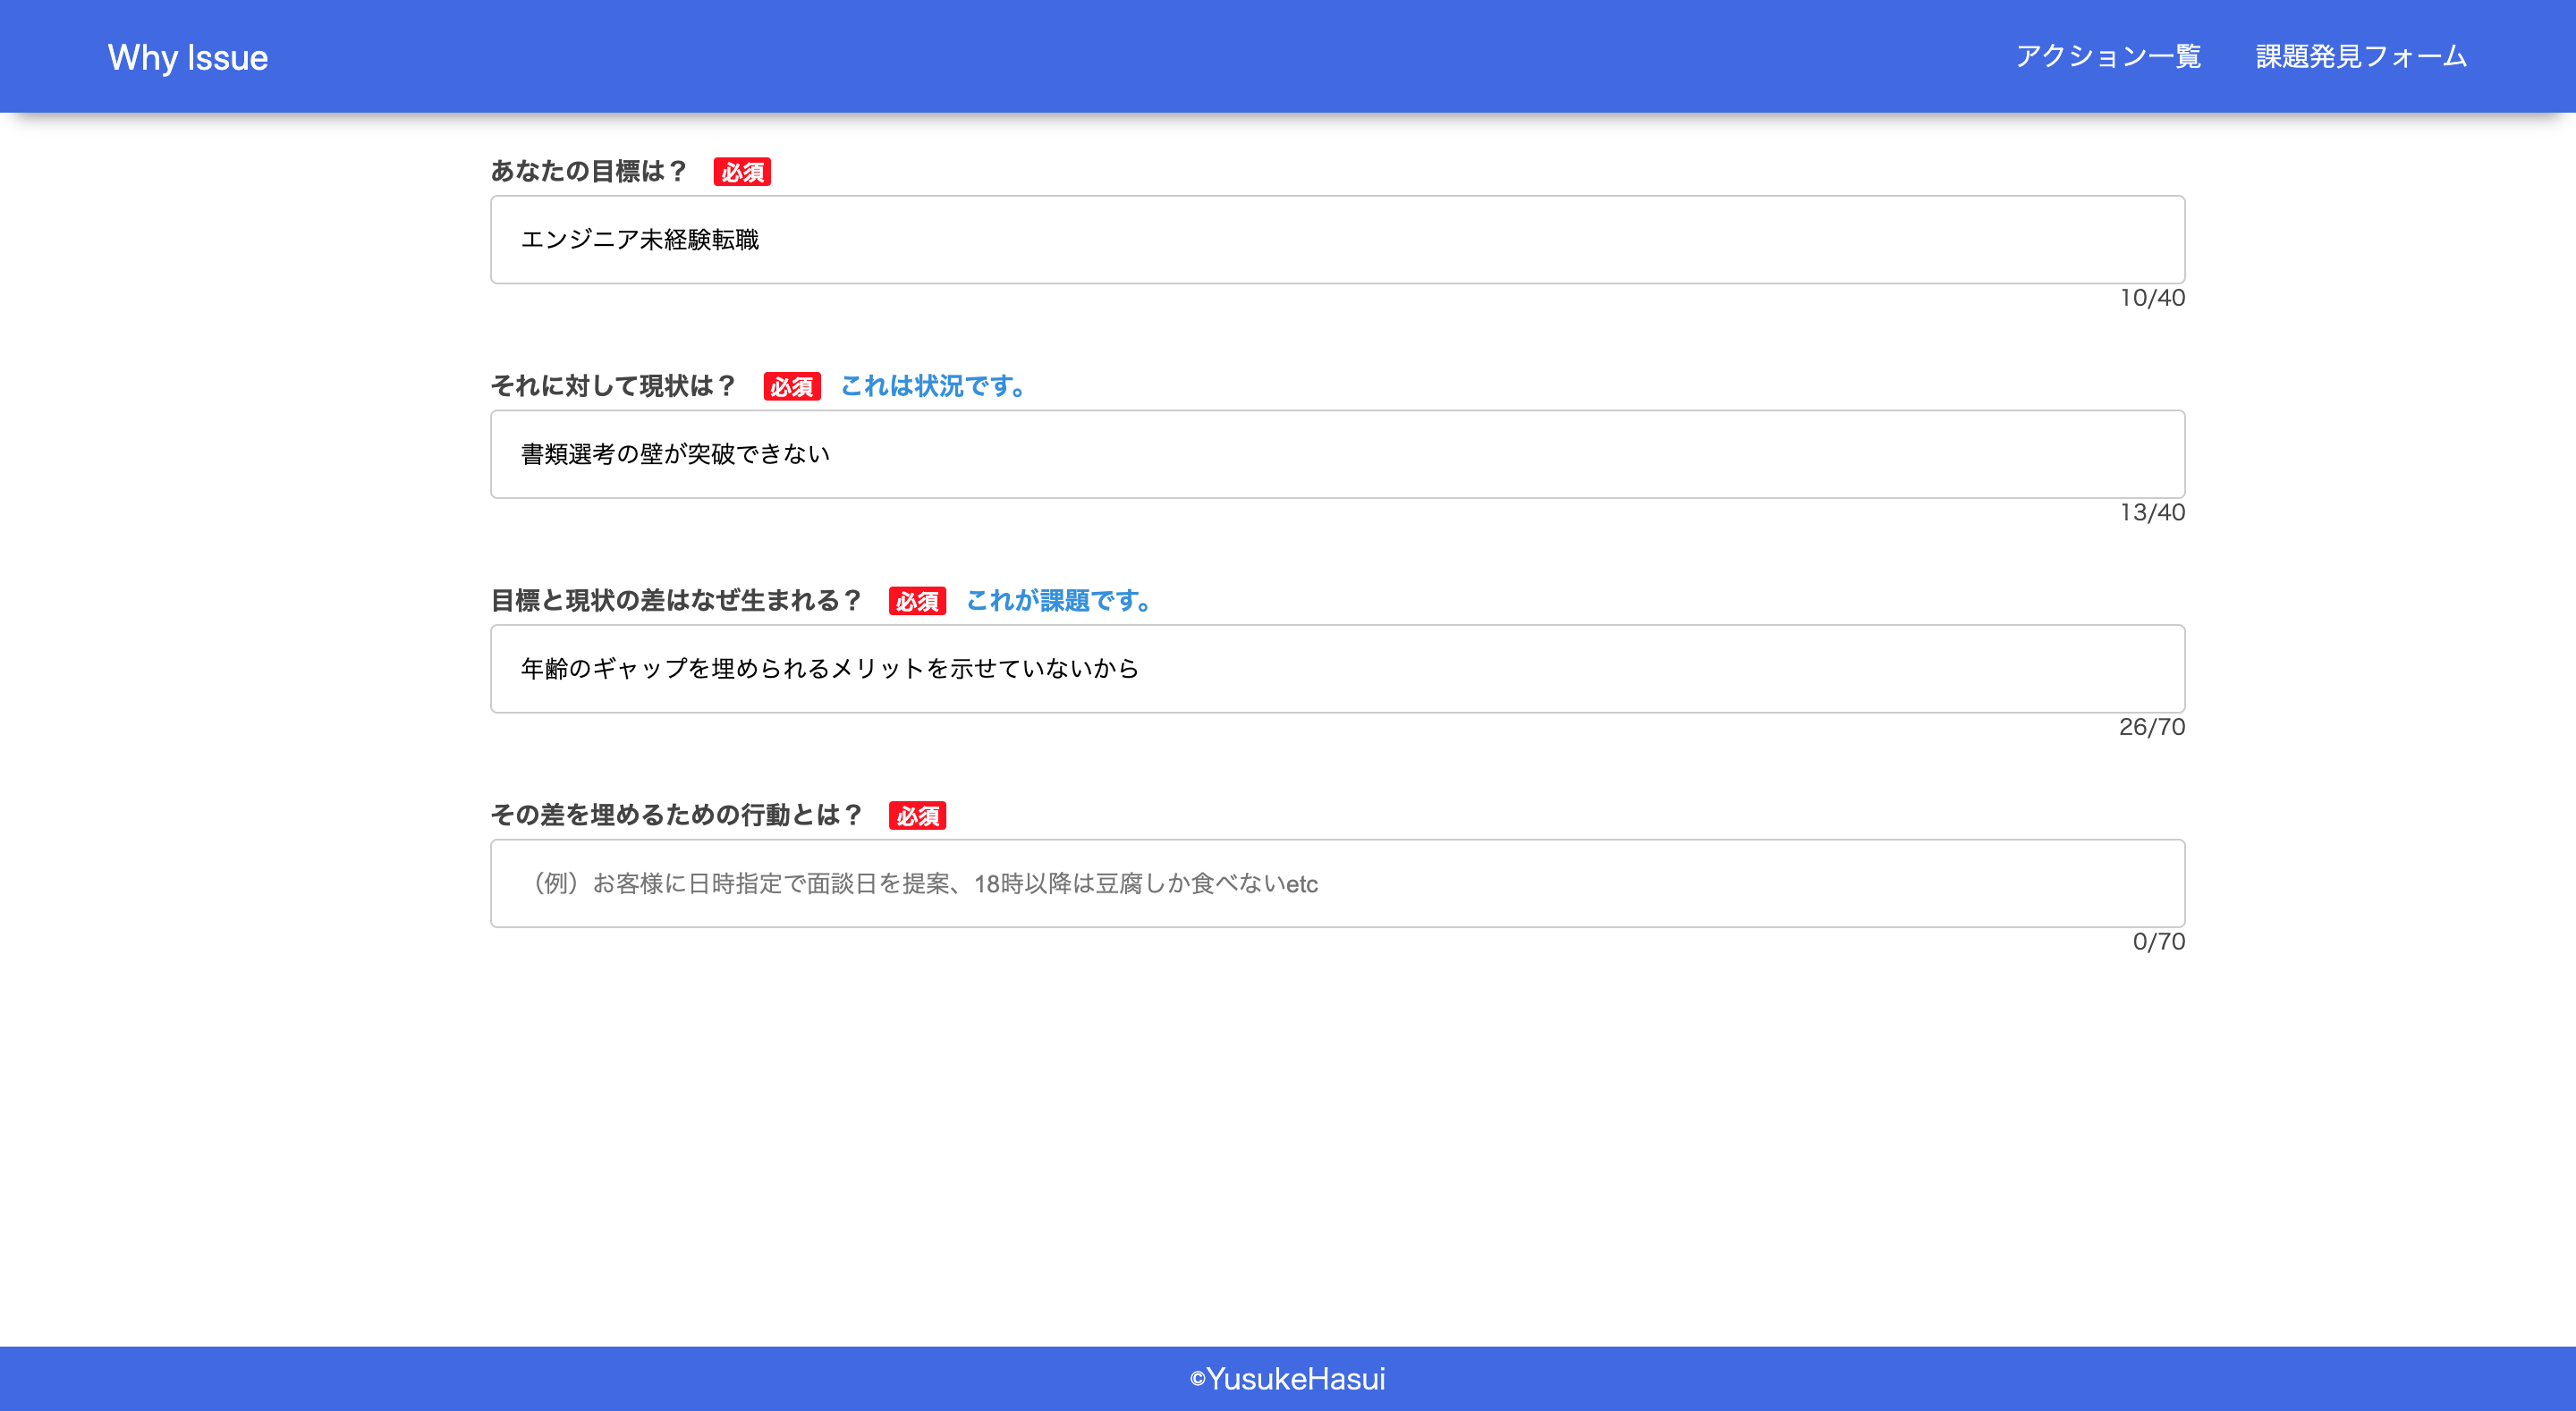 Why Issue アクション一覧 課題発見フォーム
あなたの目標は？ 必須
エンジニア未経験転職
10/40
それに対して現状は？ 必須 これは状況です。
書類選考の壁が突破できない
13/40
目標と現状の差はなぜ生まれる？ 必須 これが課題です。
年齢のギャップを埋められるメリットを示せていないから
26/70
その差を埋めるための行動とは？ 必須
（例）お客様に日時指定で面談日を提案、18時以降は豆腐しか食べないetc
0/70
©YusukeHasui